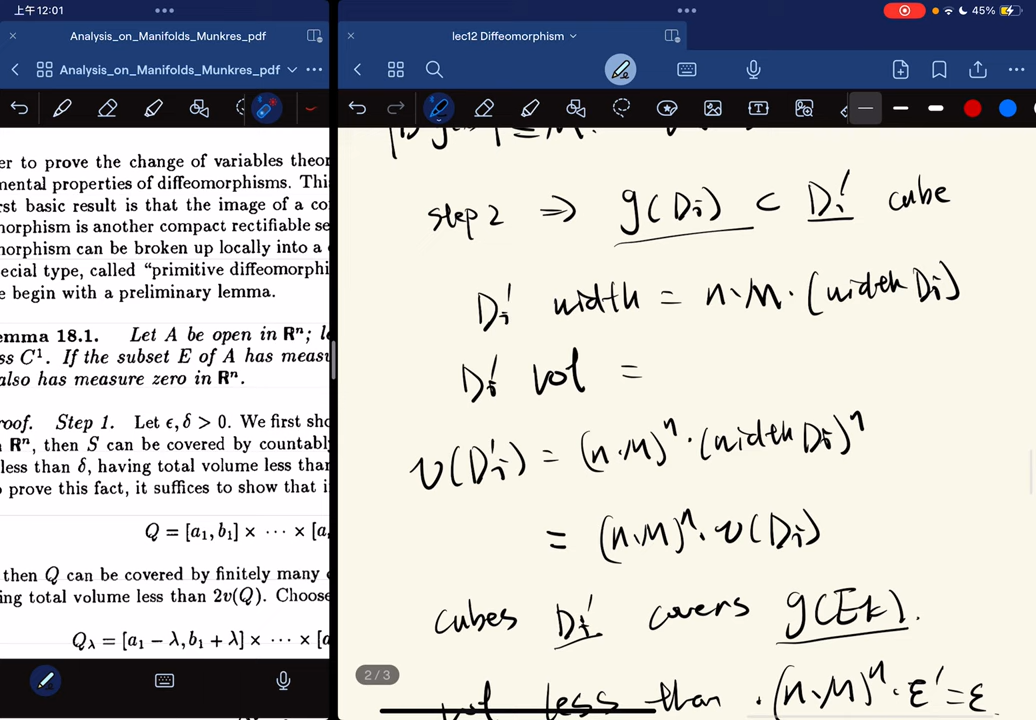 上午12:01
45%
Analysis_on_Manifolds_Munkres_pdf
Analysis_on_Manifolds_Munkres_pdf
er to prove the change of variables theor
mental properties of diffeomorphisms. This
rst basic result is that the image of a co
morphism is another compact rectifiable se
morphism can be broken up locally into a
ecial type, called “primitive diffeomorphi
e begin with a preliminary lemma.
emma 18.1. Let A be open in Rⁿ; le
ss C¹. If the subset E of A has measu
also has measure zero in Rⁿ.
roof. Step 1. Let ϵ, δ > 0. We first sho
Rⁿ, then S can be covered by countabl
less than δ, having total volume less than
o prove this fact, it suffices to show that i
Q = [a₁, b₁] × ⋯ × [a
then Q can be covered by finitely many
ing total volume less than 2v(Q). Choose
Q_λ = [a₁ − λ, b₁ + λ] × ⋯ × [a
lec12 Diffeomorphism
step 2 ⇒ g(Di) ⊂ Di' cube
Di' width = n·M·(width Di)
Di' vol =
v(Di') = (n·M)ⁿ·(width Di)ⁿ
= (n·M)ⁿ·v(Di)
cubes Di' covers g(Ek).
less than ·(n·M)ⁿ·ε' = ε
2/3